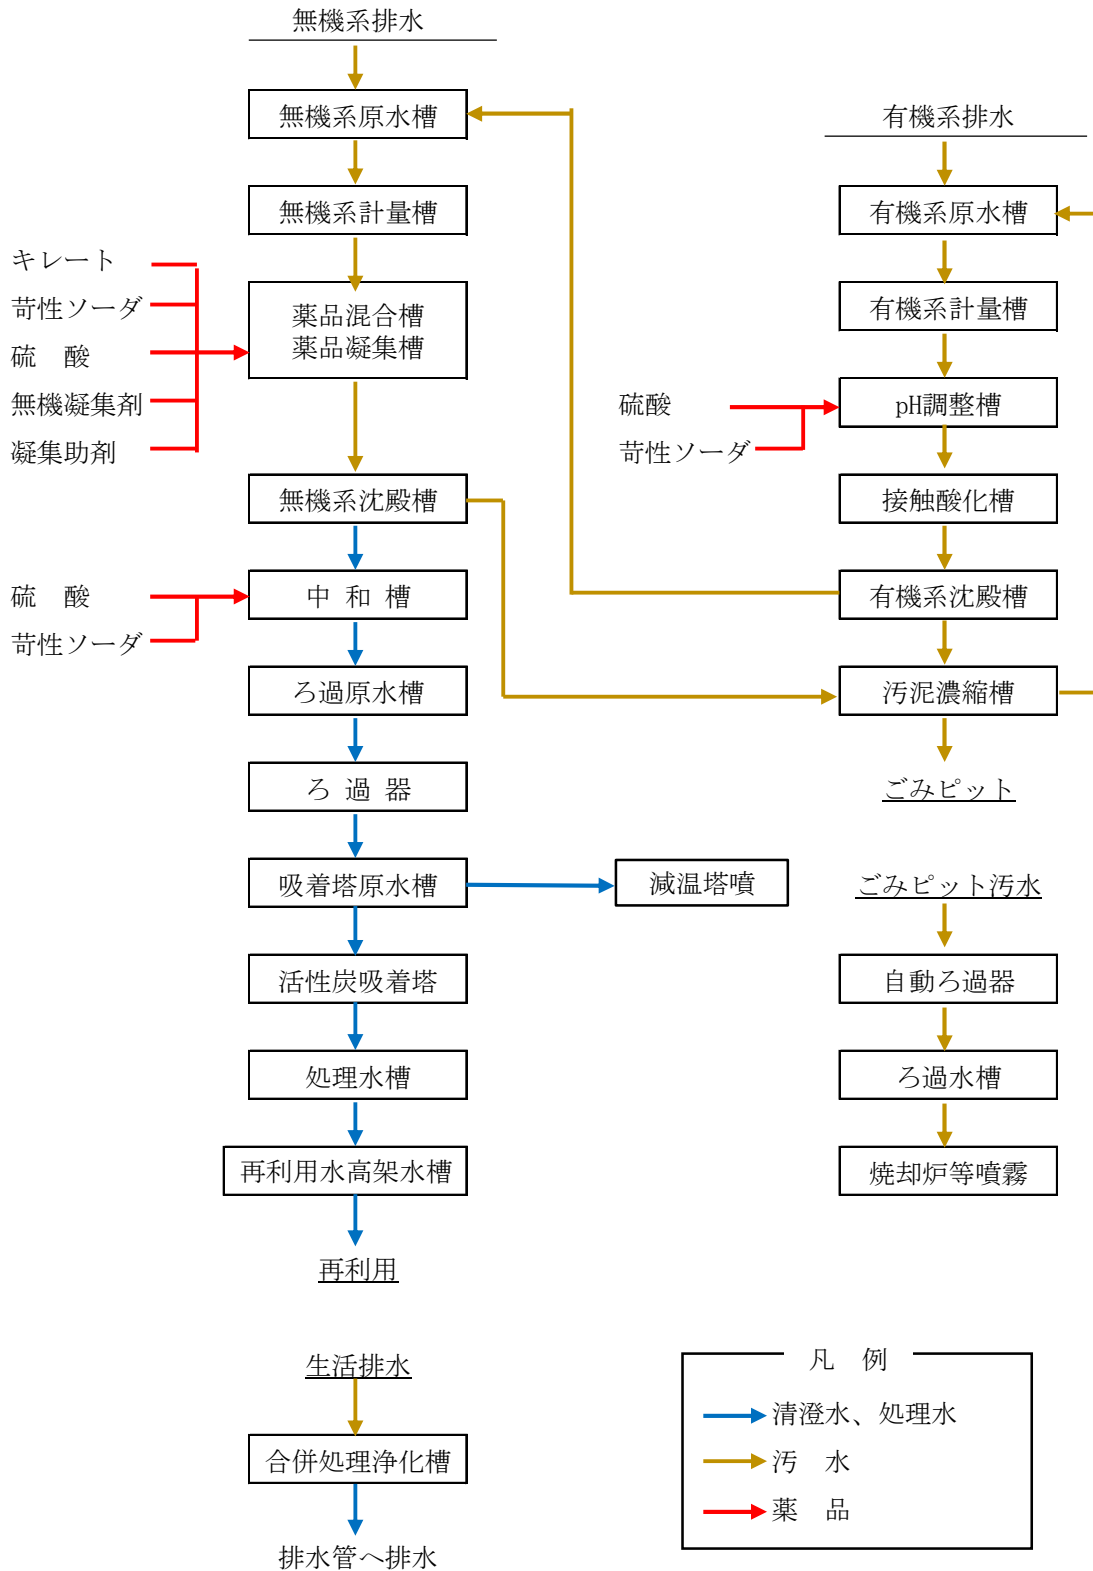 無機系排水
無機系原水槽
無機系計量槽
キレート
苛性ソーダ
硫　酸
無機凝集剤
凝集助剤
薬品混合槽
薬品凝集槽
無機系沈殿槽
硫　酸
苛性ソーダ
中 和 槽
ろ過原水槽
ろ 過 器
吸着塔原水槽
減温塔噴
活性炭吸着塔
処理水槽
再利用水高架水槽
再利用
有機系排水
有機系原水槽
有機系計量槽
硫酸
苛性ソーダ
pH調整槽
接触酸化槽
有機系沈殿槽
汚泥濃縮槽
ごみピット
ごみピット汚水
自動ろ過器
ろ過水槽
焼却炉等噴霧
生活排水
合併処理浄化槽
排水管へ排水
凡　例
清澄水、処理水
汚　水
薬　品